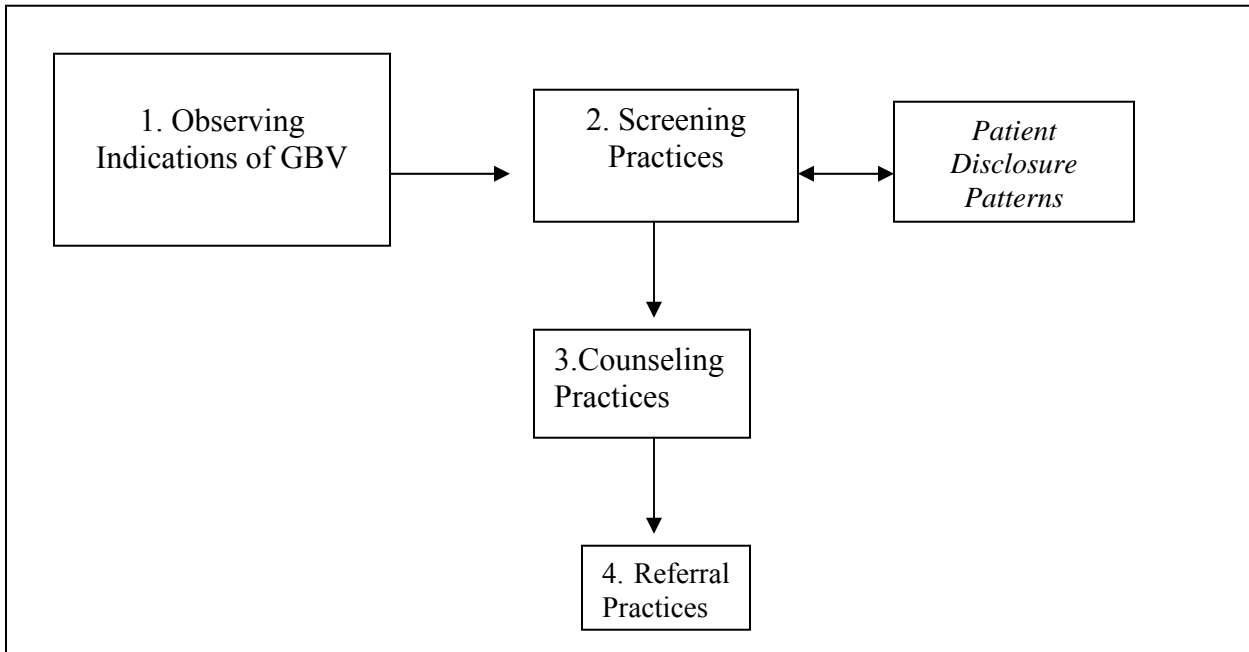 1. Observing
Indications of GBV
2. Screening
Practices
Patient
Disclosure
Patterns
3.Counseling
Practices
4. Referral
Practices